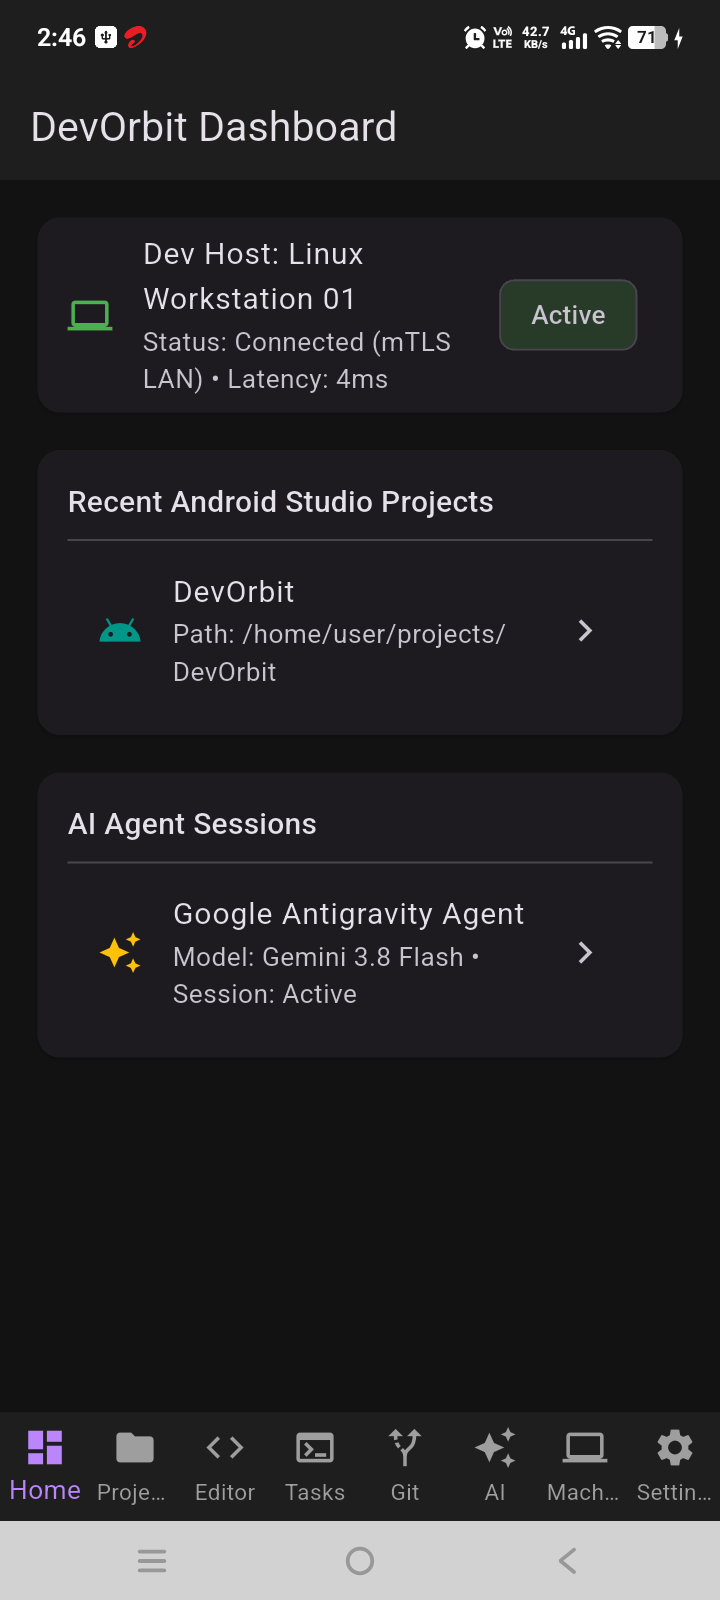 2:46
Vo) LTE
42.7 KB/s
4G
71
DevOrbit Dashboard
Dev Host: Linux
Workstation 01
Status: Connected (mTLS
LAN) • Latency: 4ms
Active
Recent Android Studio Projects
DevOrbit
Path: /home/user/projects/
DevOrbit
AI Agent Sessions
Google Antigravity Agent
Model: Gemini 3.8 Flash •
Session: Active
Home
Proje...
Editor
Tasks
Git
AI
Mach...
Settin...